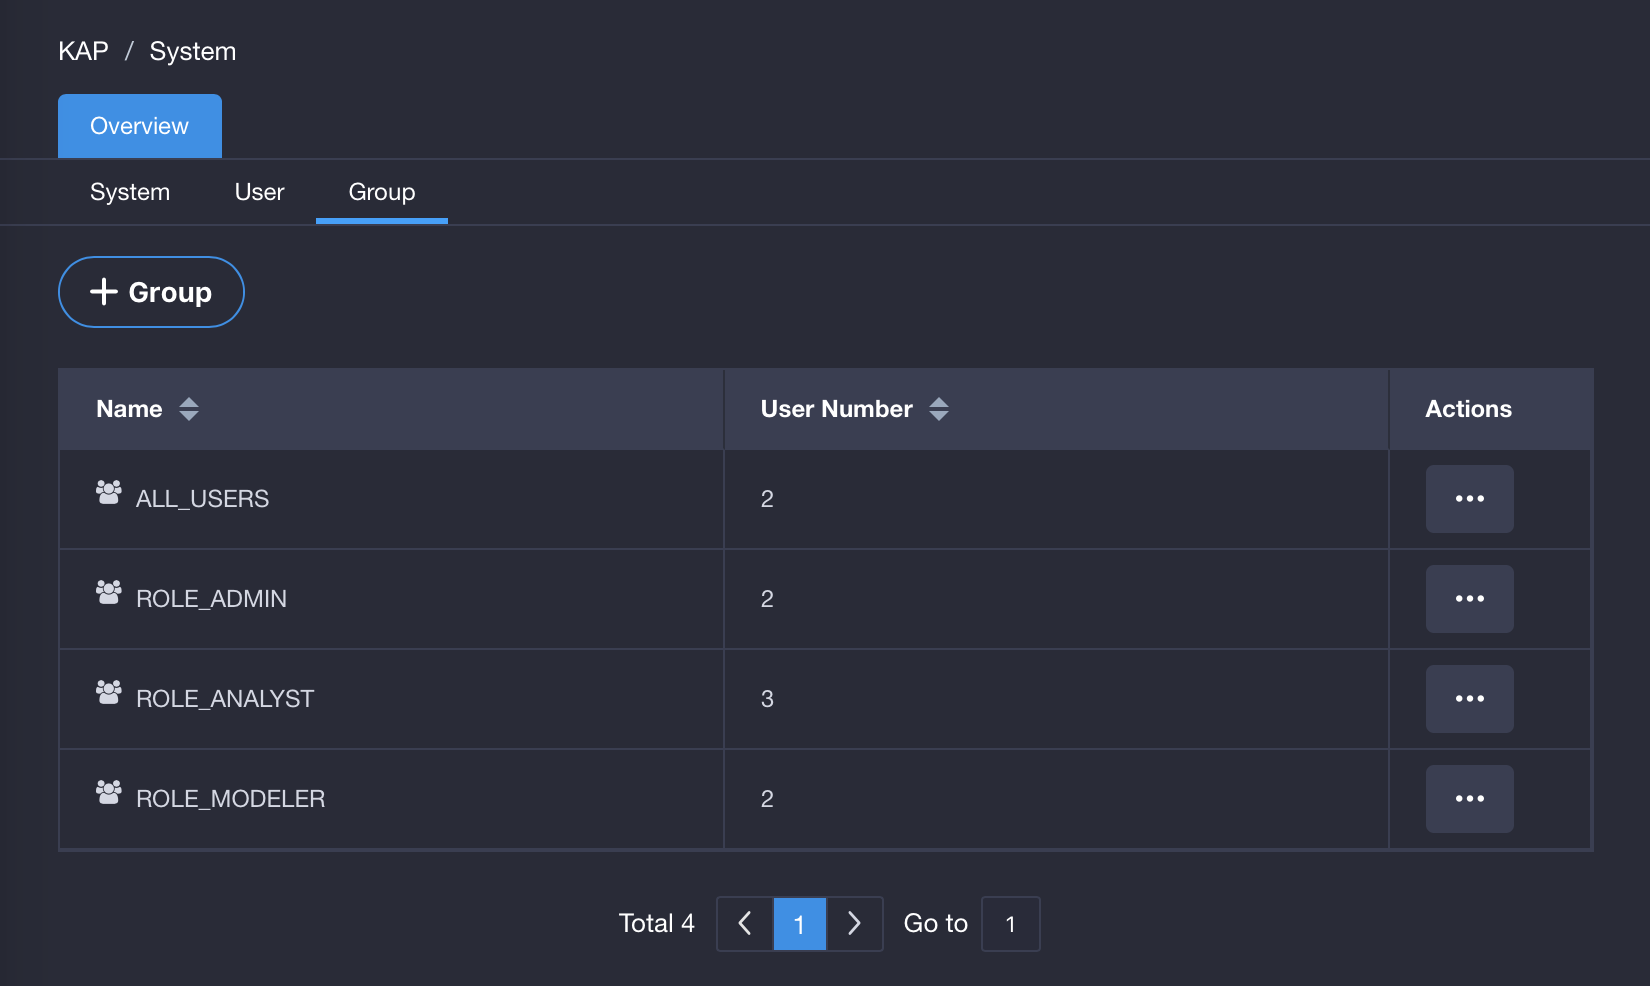 KAP / System
Overview
System User Group
+ Group
Name User Number Actions
ALL_USERS 2 •••
ROLE_ADMIN 2 •••
ROLE_ANALYST 3 •••
ROLE_MODELER 2 •••
Total 4 < 1 > Go to 1